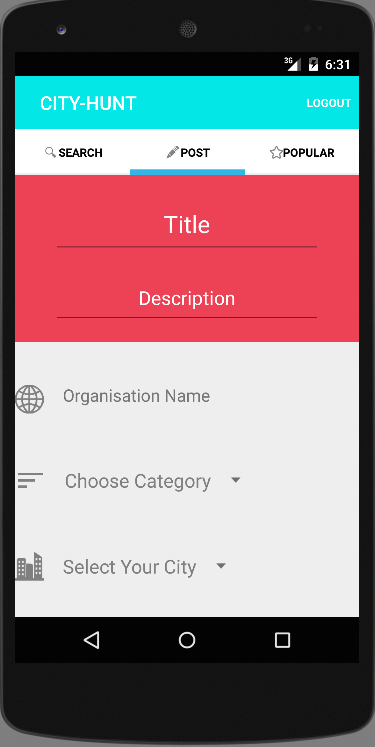 3G 6:31
CITY-HUNT LOGOUT
SEARCH POST POPULAR
Title
Description
Organisation Name
Choose Category
Select Your City